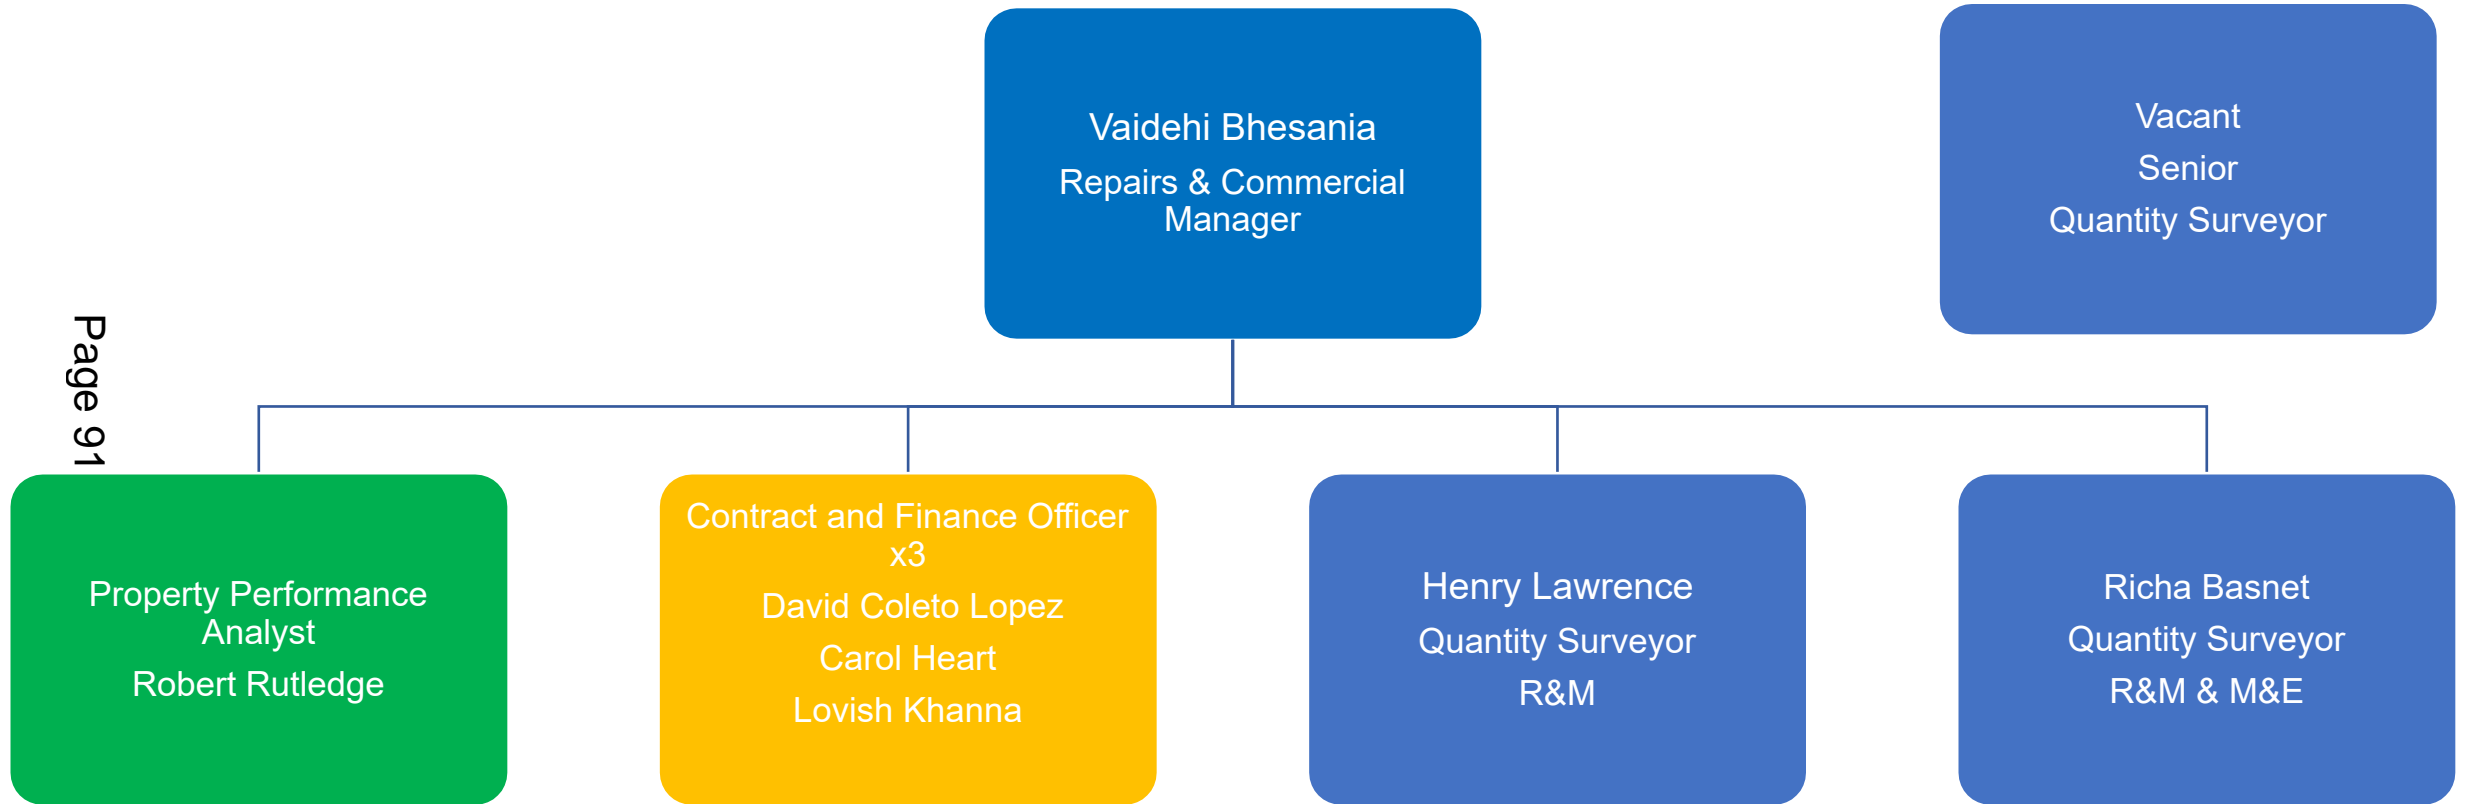 Vaidehi Bhesania
Repairs & Commercial
Manager
Vacant
Senior
Quantity Surveyor
Page 91
Property Performance
Analyst
Robert Rutledge
Contract and Finance Officer
x3
David Coleto Lopez
Carol Heart
Lovish Khanna
Henry Lawrence
Quantity Surveyor
R&M
Richa Basnet
Quantity Surveyor
R&M & M&E